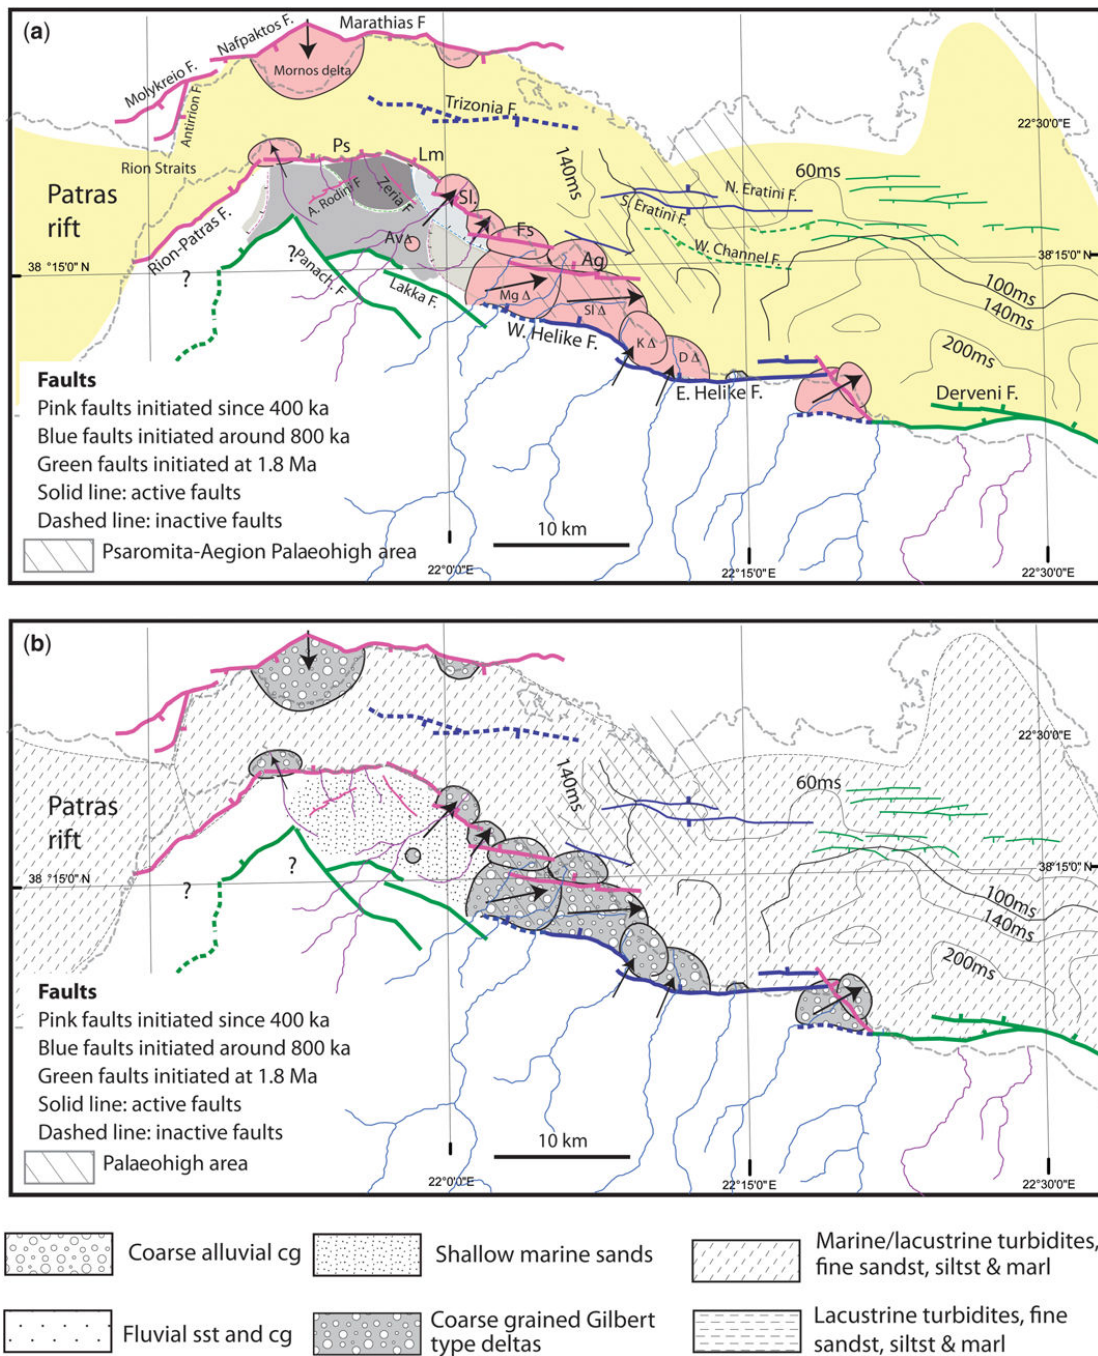 (a)
Marathias F
Nafpaktos F.
Molykreio F.
Mornos delta
Antirrion F
Trizonia F.
22°30'0"E
Rion Straits
Ps
Lm
140ms
60ms
Patras
rift
A. Rodini F
Zeria F
Sl.
N. Eratini F.
S. Eratini F.
Rion-Patras F.
Av Δ
Fs
W. Channel F.
38°15'0" N
38 °15'0" N
?
?
Panach. F
Lakka F.
Ag
100ms
Mg Δ
Sl Δ
140ms
W. Helike F.
K Δ
D Δ
200ms
E. Helike F.
Derveni F.
Faults
Pink faults initiated since 400 ka
Blue faults initiated around 800 ka
Green faults initiated at 1.8 Ma
Solid line: active faults
Dashed line: inactive faults
Psaromita-Aegion Palaeohigh area
10 km
22°0'0"E
22°15'0"E
22°30'0"E
(b)
22°30'0"E
140ms
60ms
Patras
rift
?
?
38 °15'0" N
38°15'0" N
100ms
140ms
200ms
Faults
Pink faults initiated since 400 ka
Blue faults initiated around 800 ka
Green faults initiated at 1.8 Ma
Solid line: active faults
Dashed line: inactive faults
Palaeohigh area
10 km
22°0'0"E
22°15'0"E
22°30'0"E
Coarse alluvial cg
Shallow marine sands
Marine/lacustrine turbidites,
fine sandst, siltst & marl
Fluvial sst and cg
Coarse grained Gilbert
type deltas
Lacustrine turbidites, fine
sandst, siltst & marl